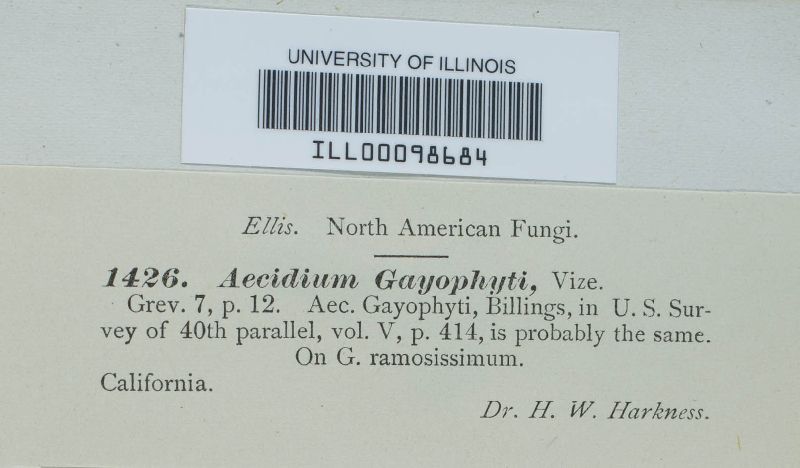 UNIVERSITY OF ILLINOIS
ILL00098684
Ellis. North American Fungi.
1426. Aecidium Gayophyti, Vize.
Grev. 7, p. 12. Aec. Gayophyti, Billings, in U. S. Sur-
vey of 40th parallel, vol. V, p. 414, is probably the same.
On G. ramosissimum.
California.
Dr. H. W. Harkness.